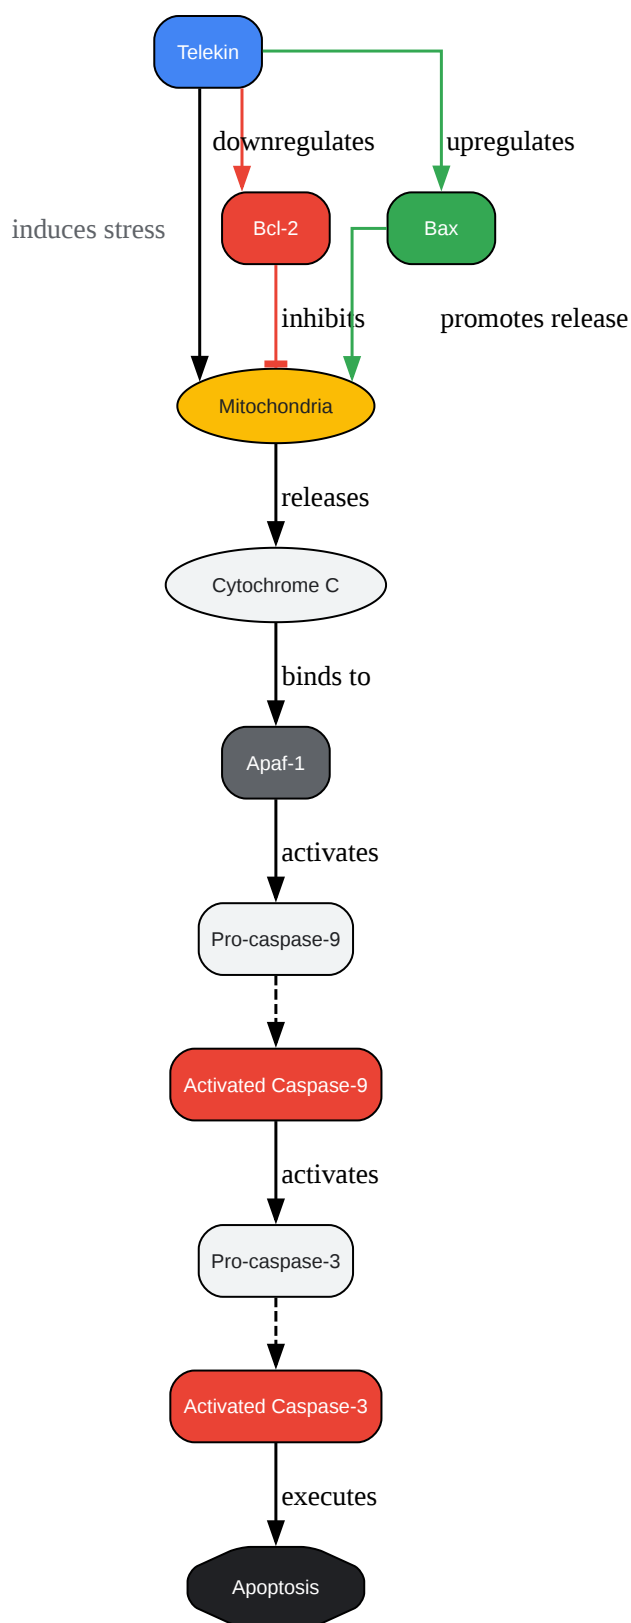 Telekin
downregulates
upregulates
induces stress
Bcl-2
Bax
inhibits
promotes release
Mitochondria
releases
Cytochrome C
binds to
Apaf-1
activates
Pro-caspase-9
Activated Caspase-9
activates
Pro-caspase-3
Activated Caspase-3
executes
Apoptosis